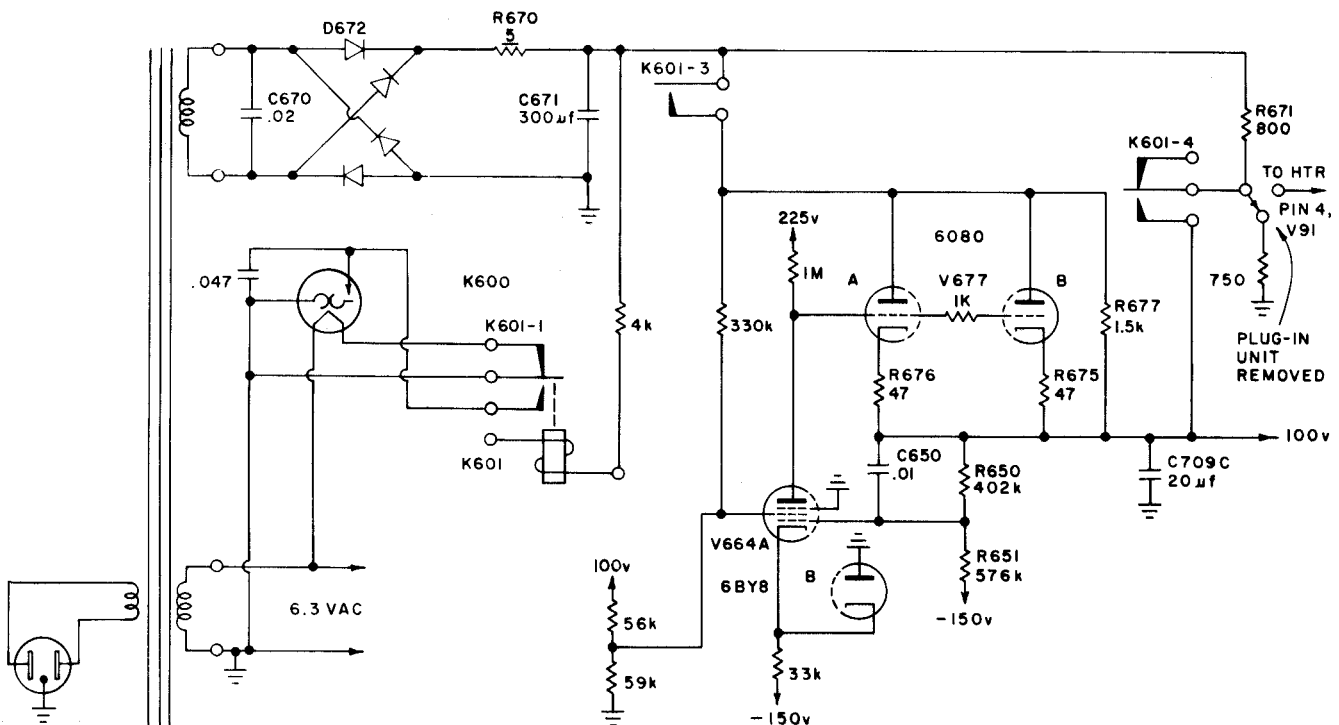 D672
R670
5
C670
.02
C671
300μf
K601-3
R671
800
K601-4
TO HTR
PIN 4,
V91
225v
6080
1M
A
V677
1K
B
750
.047
K600
K601-1
4k
330k
R677
1.5k
PLUG-IN
UNIT
REMOVED
R676
47
R675
47
K601
100v
C650
.01
R650
402k
C709C
20μf
V664A
R651
576k
100v
6BY8
B
-150v
6.3 VAC
56k
59k
33k
-150v